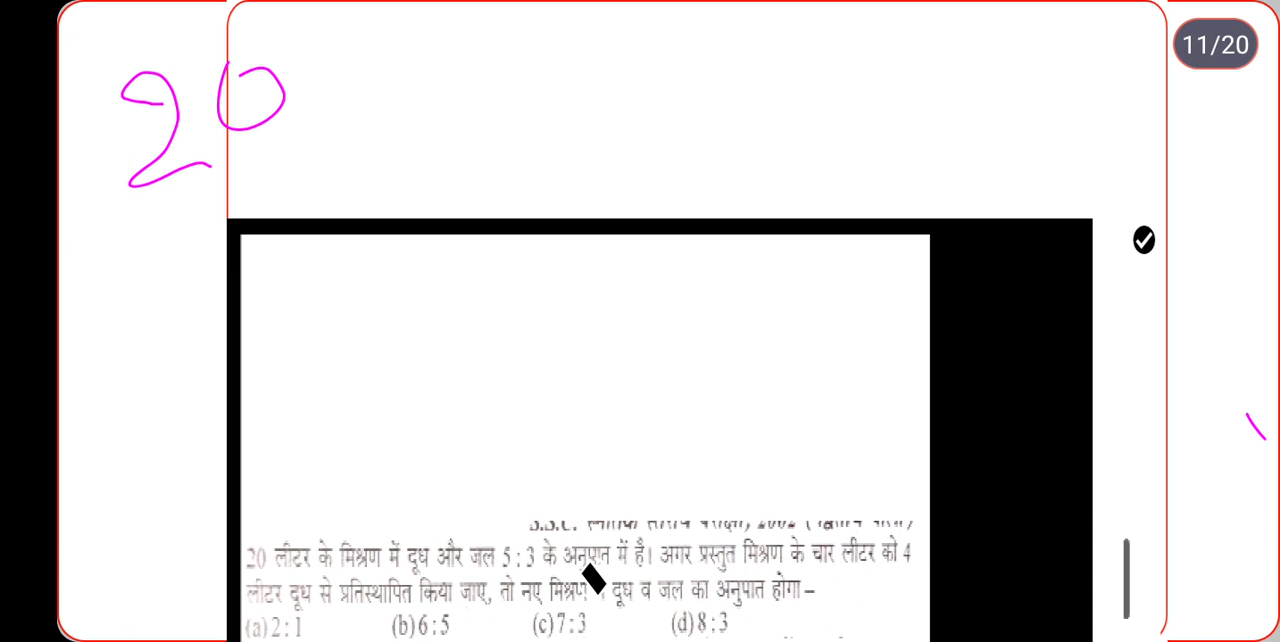 11/20
20
20 लीटर के मिश्रण में दूध और जल 5 : 3 के अनुपात में है। अगर प्रस्तुत मिश्रण के चार लीटर को 4
लीटर दूध से प्रतिस्थापित किया जाए, तो नए मिश्रण दूध व जल का अनुपात होगा –
(a) 2 : 1 (b) 6 : 5 (c) 7 : 3 (d) 8 : 3